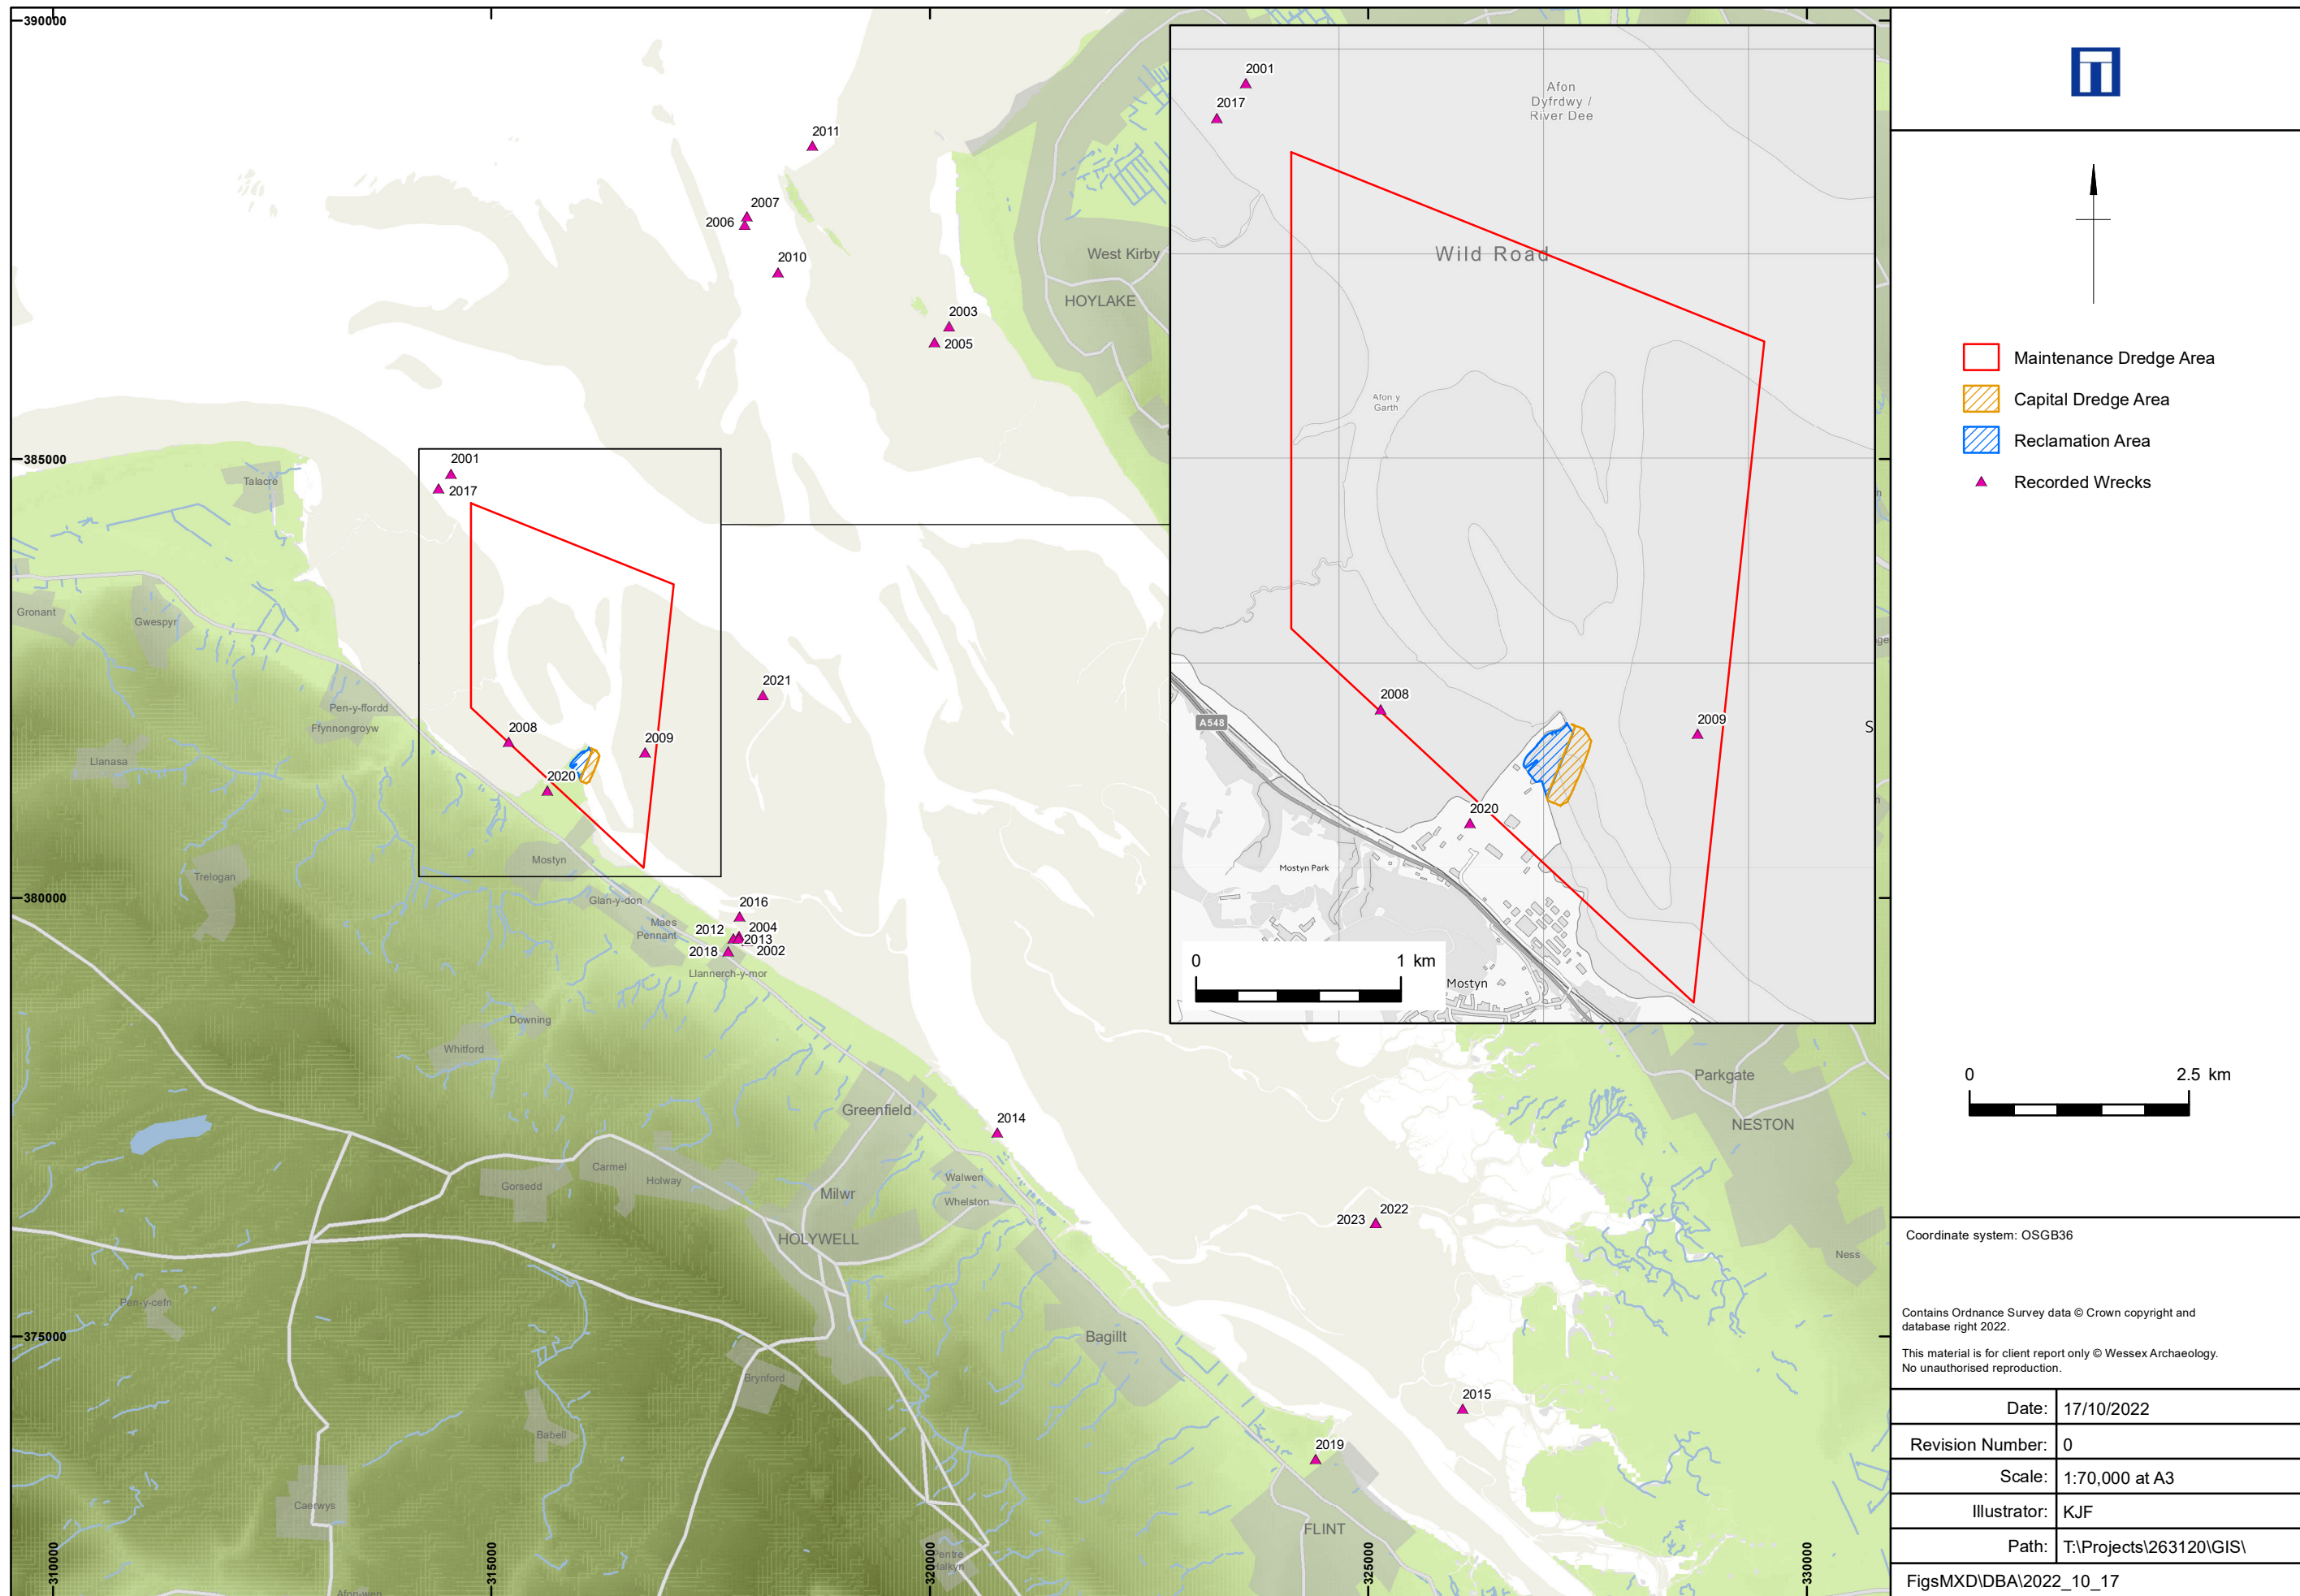 390000
385000
380000
375000
310000
315000
320000
325000
330000
2011
2007
2006
2010
2003
2005
West Kirby
HOYLAKE
2001
2017
Talacre
Gronant
Gwespyr
Pen-y-ffordd
Ffynnongroyw
Llanasa
2008
2009
2020
2021
Trelogan
Mostyn
Glan-y-don
Maes
Pennant
2016
2012
2004
2013
2018
2002
Llannerch-y-mor
Downing
Whitford
Greenfield
2014
Carmel
Holway
Gorsedd
Milwr
Walwen
Whelston
HOLYWELL
2023
2022
Pen-y-cefn
Bagillt
Brynford
Babell
Caerwys
2015
2019
FLINT
Afon-wen
Parkgate
NESTON
Ness
2001
2017
Afon
Dyfrdwy /
River Dee
Wild Road
Afon y
Garth
2008
2009
A548
S
2020
Mostyn Park
Mostyn
0 1 km
Maintenance Dredge Area
Capital Dredge Area
Reclamation Area
Recorded Wrecks
0 2.5 km
Coordinate system: OSGB36
Contains Ordnance Survey data © Crown copyright and
database right 2022.
This material is for client report only © Wessex Archaeology.
No unauthorised reproduction.
Date: 17/10/2022
Revision Number: 0
Scale: 1:70,000 at A3
Illustrator: KJF
Path: T:\Projects\263120\GIS\
FigsMXD\DBA\2022_10_17